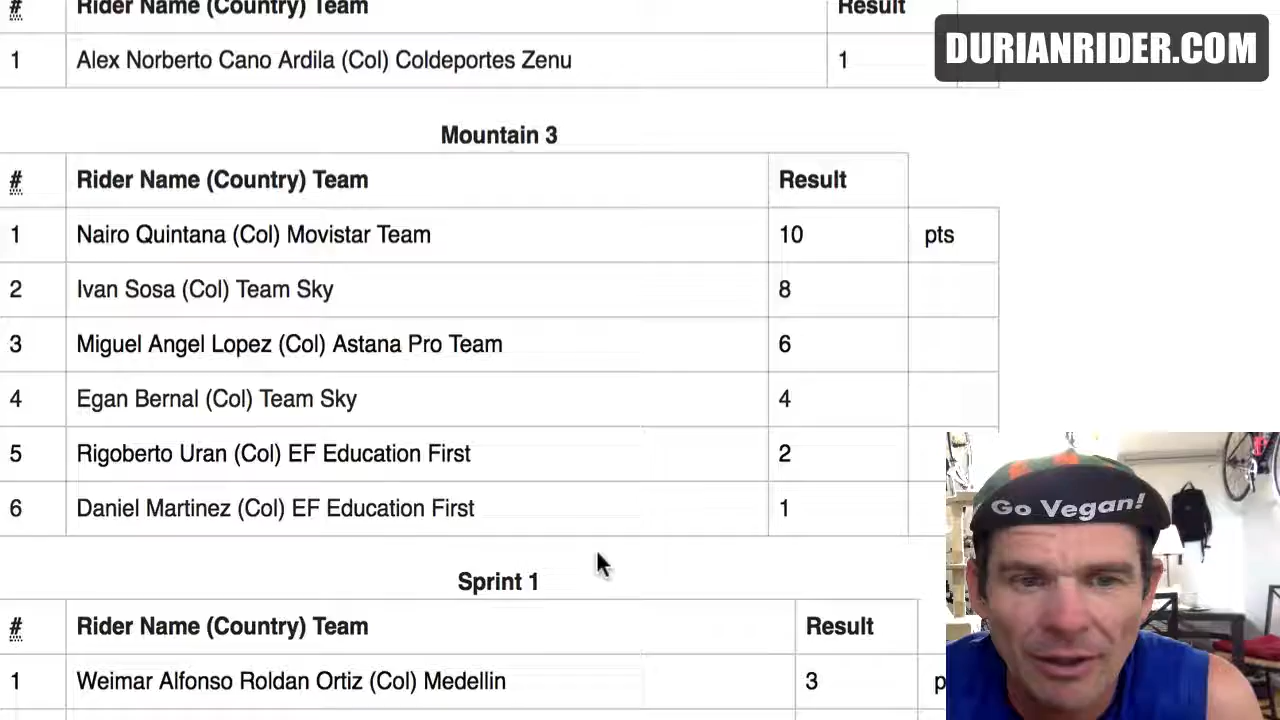 # Rider Name (Country) Team Result
1 Alex Norberto Cano Ardila (Col) Coldeportes Zenu 1
DURIANRIDER.COM
Mountain 3
# Rider Name (Country) Team Result
1 Nairo Quintana (Col) Movistar Team 10 pts
2 Ivan Sosa (Col) Team Sky 8
3 Miguel Angel Lopez (Col) Astana Pro Team 6
4 Egan Bernal (Col) Team Sky 4
5 Rigoberto Uran (Col) EF Education First 2
6 Daniel Martinez (Col) EF Education First 1
Go Vegan!
Sprint 1
# Rider Name (Country) Team Result
1 Weimar Alfonso Roldan Ortiz (Col) Medellin 3 p